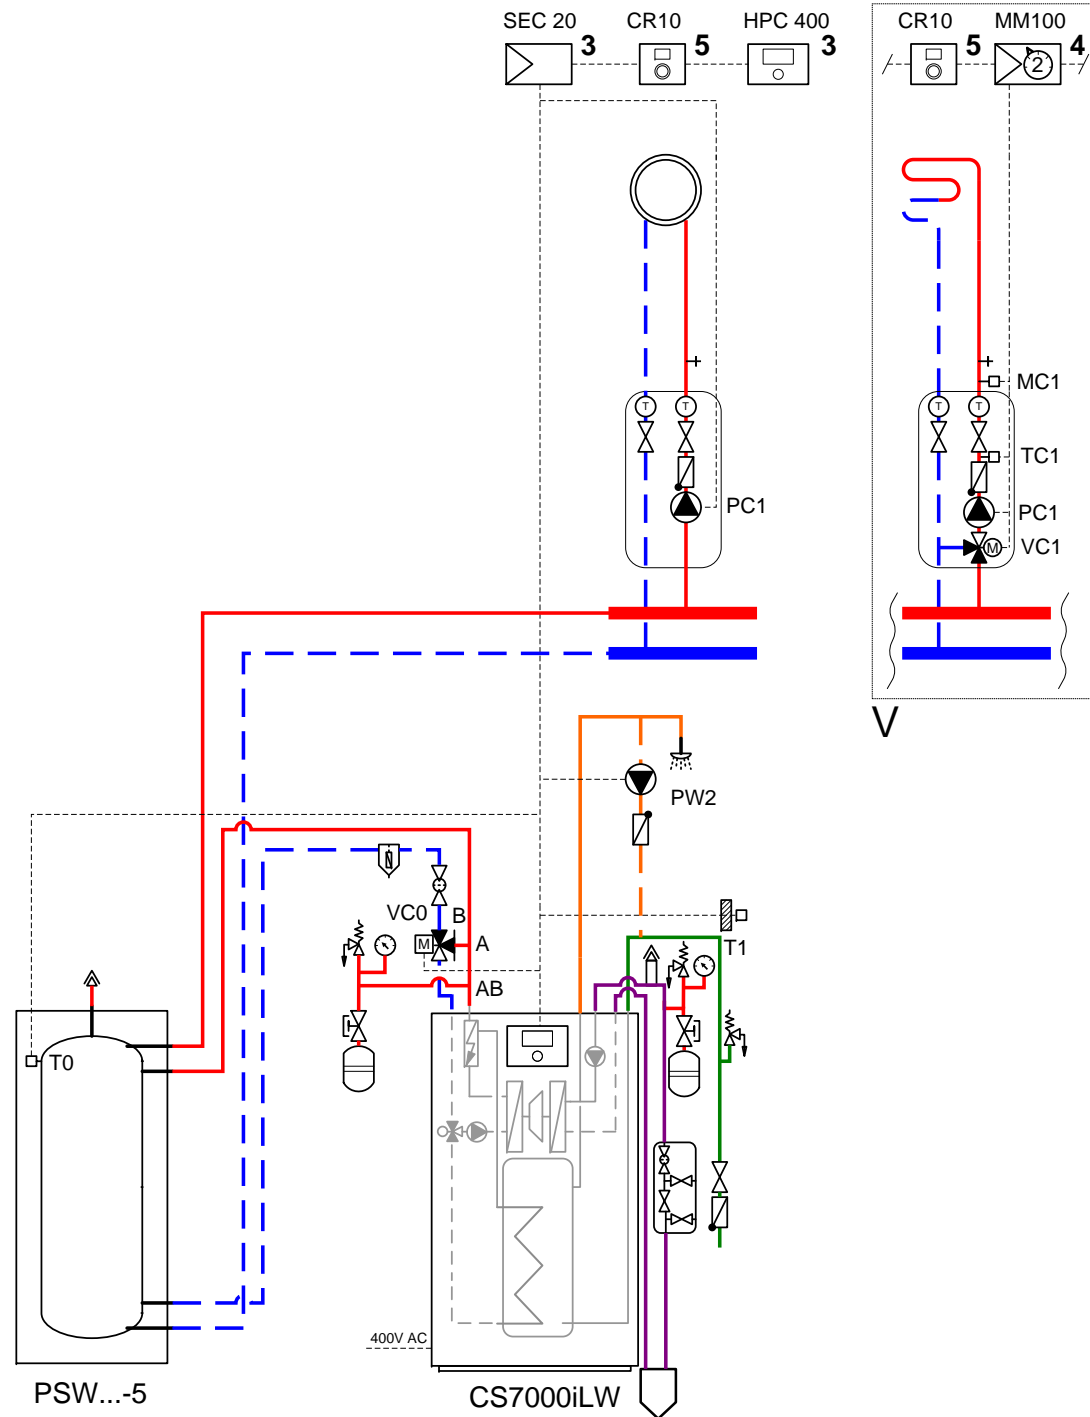 SEC 20 CR10 HPC 400 CR10 MM100
3 5 3 5 4
2
MC1
T T T T
TC1
PC1 PC1
M VC1
V
PW2
VC0 B
M A T1
AB
T0
400V AC
PSW...-5 CS7000iLW